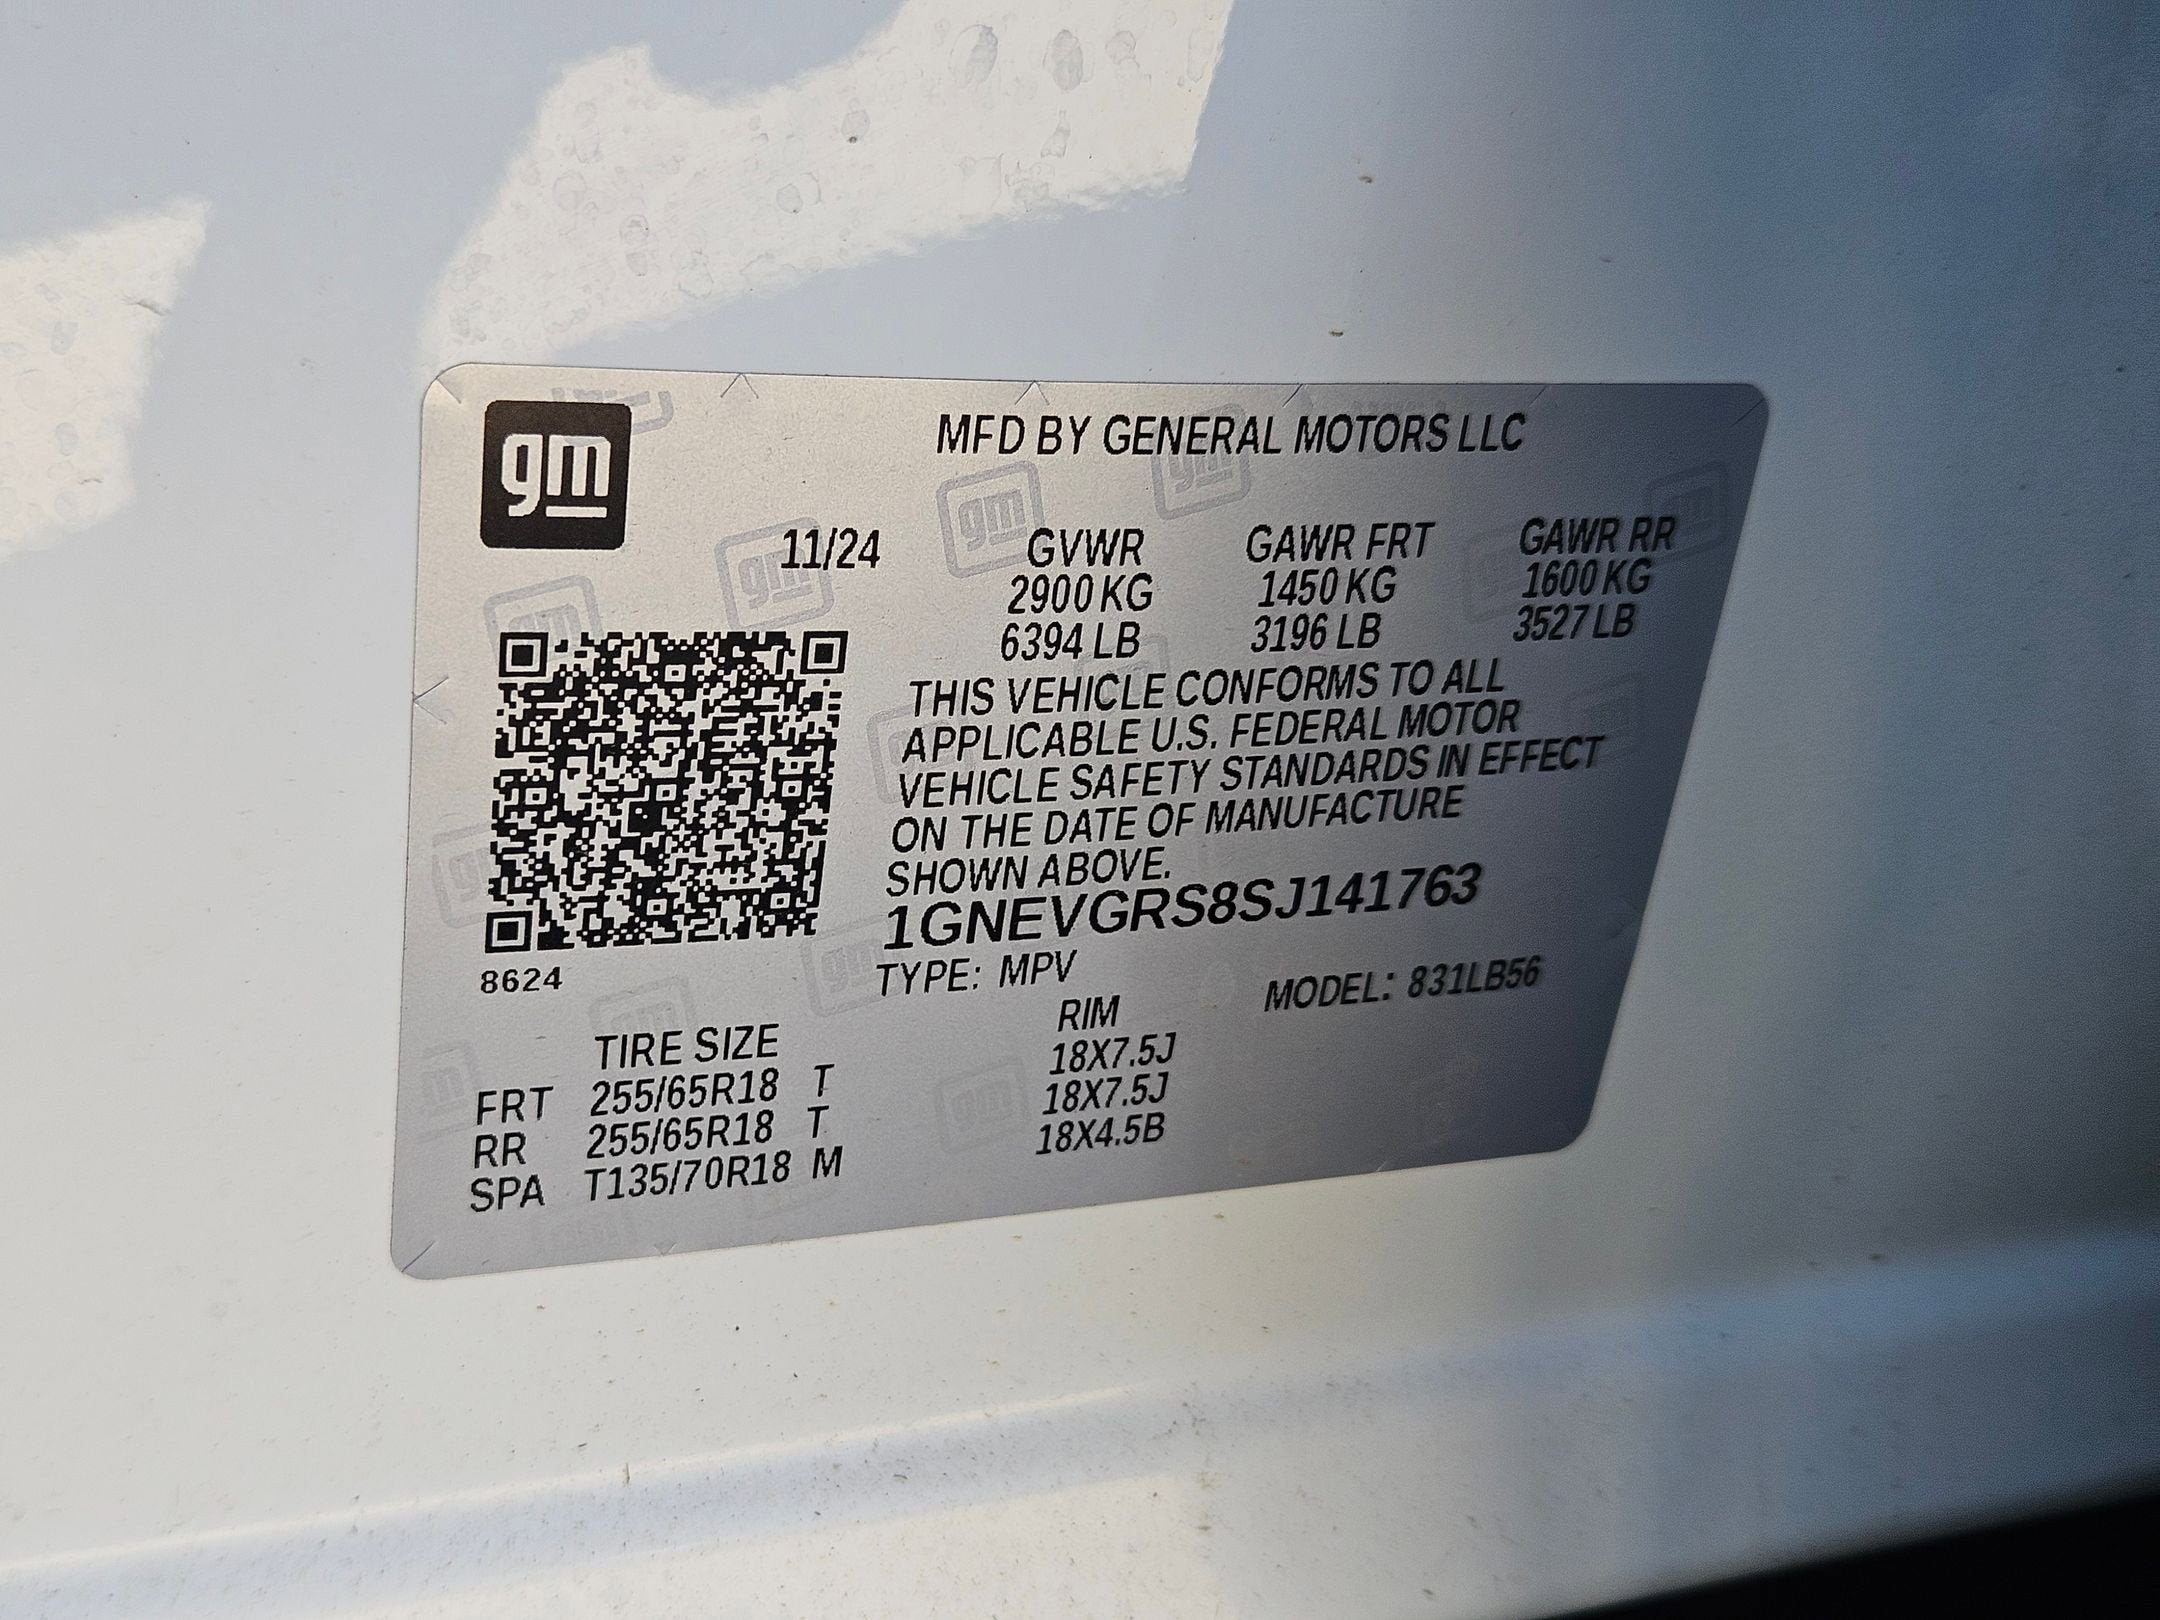 gm
MFD BY GENERAL MOTORS LLC
11/24 GVWR GAWR FRT GAWR RR
2900 KG 1450 KG 1600 KG
6394 LB 3196 LB 3527 LB
THIS VEHICLE CONFORMS TO ALL
APPLICABLE U.S. FEDERAL MOTOR
VEHICLE SAFETY STANDARDS IN EFFECT
ON THE DATE OF MANUFACTURE
SHOWN ABOVE.
1GNEVGRS8SJ141763
8624
TYPE: MPV MODEL: 831LB56
TIRE SIZE RIM
FRT 255/65R18 T 18X7.5J
RR 255/65R18 T 18X7.5J
SPA T135/70R18 M 18X4.5B